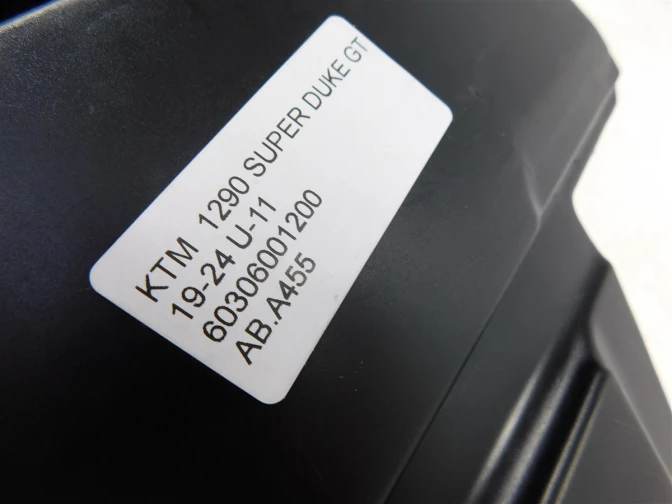 KTM 1290 SUPER DUKE GT
19-24 U-11
60306001200
AB.A455